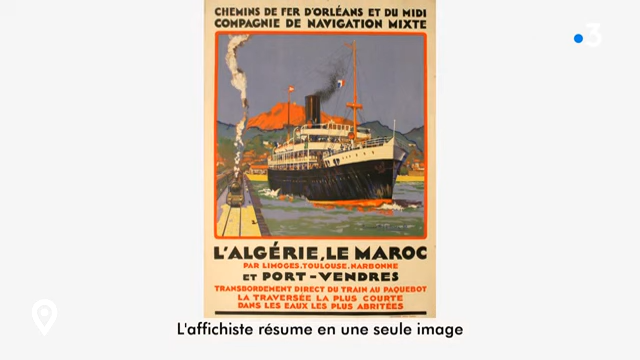 CHEMINS DE FER D'ORLÉANS ET DU MIDI
COMPAGNIE DE NAVIGATION MIXTE
3
L'ALGÉRIE, LE MAROC
PAR LIMOGES.TOULOUSE.NARBONNE
ET PORT-VENDRES
TRANSBORDEMENT DIRECT DU TRAIN AU PAQUEBOT
LA TRAVERSÉE LA PLUS COURTE
DANS LES EAUX LES PLUS ABRITÉES
L'affichiste résume en une seule image